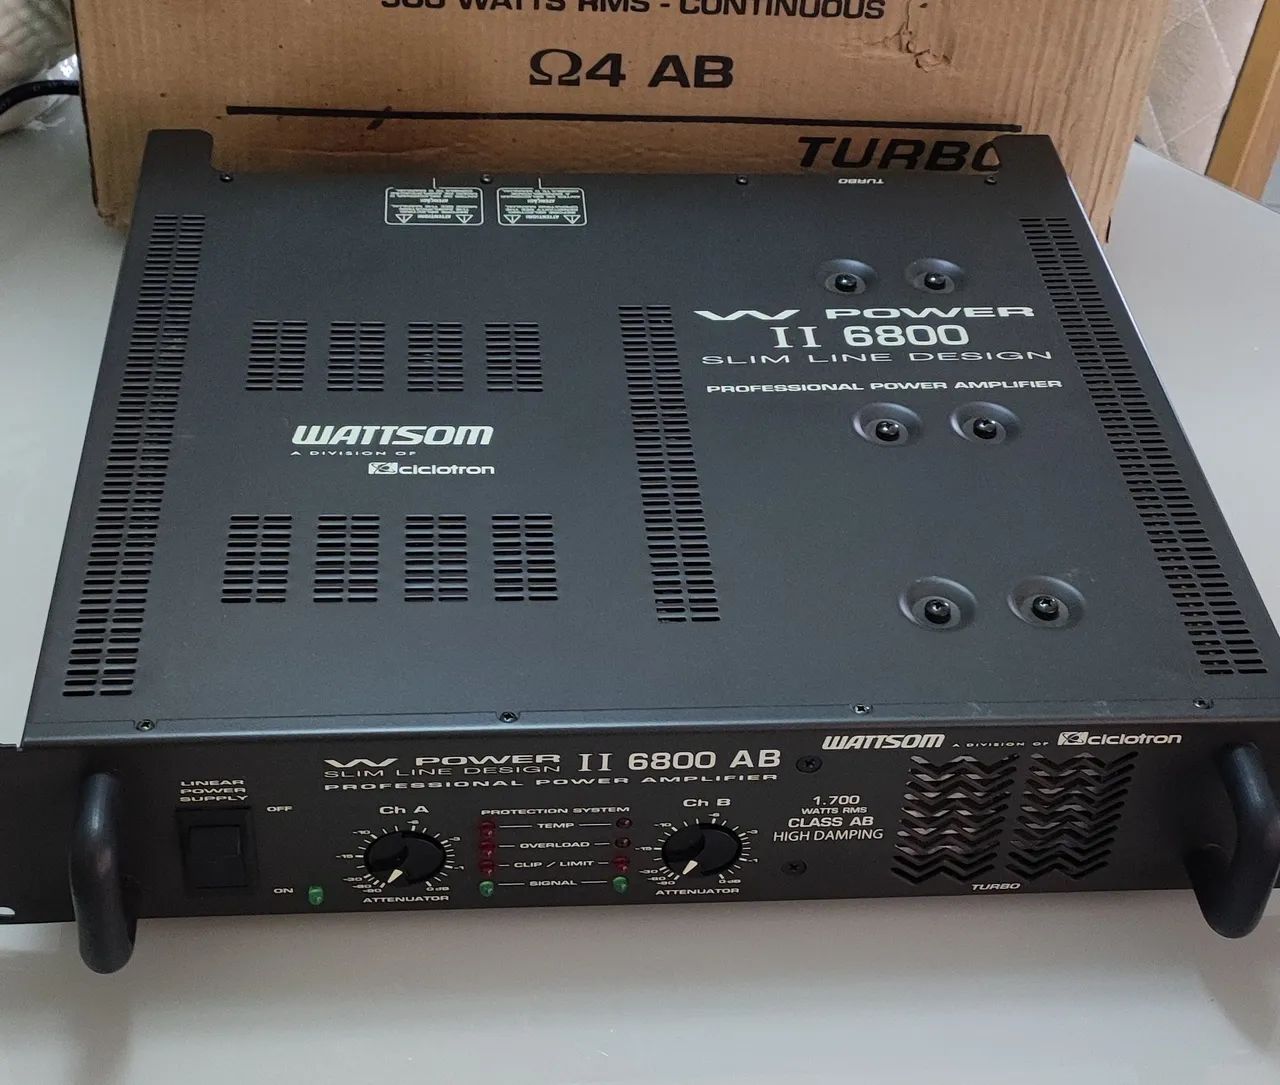 WATTS RMS - CONTINUOUS
Ω4 AB
TURBO
TURBO
W POWER
II 6800
SLIM LINE DESIGN
PROFESSIONAL POWER AMPLIFIER
WATTSOM
A DIVISION OF
ciclotron
W POWER II 6800 AB
SLIM LINE DESIGN
PROFESSIONAL POWER AMPLIFIER
WATTSOM A DIVISION OF ciclotron
LINEAR
POWER
SUPPLY
OFF
ON
Ch A
ATTENUATOR
PROTECTION SYSTEM
TEMP
OVERLOAD
CLIP / LIMIT
SIGNAL
Ch B
ATTENUATOR
1.700
WATTS RMS
CLASS AB
HIGH DAMPING
TURBO